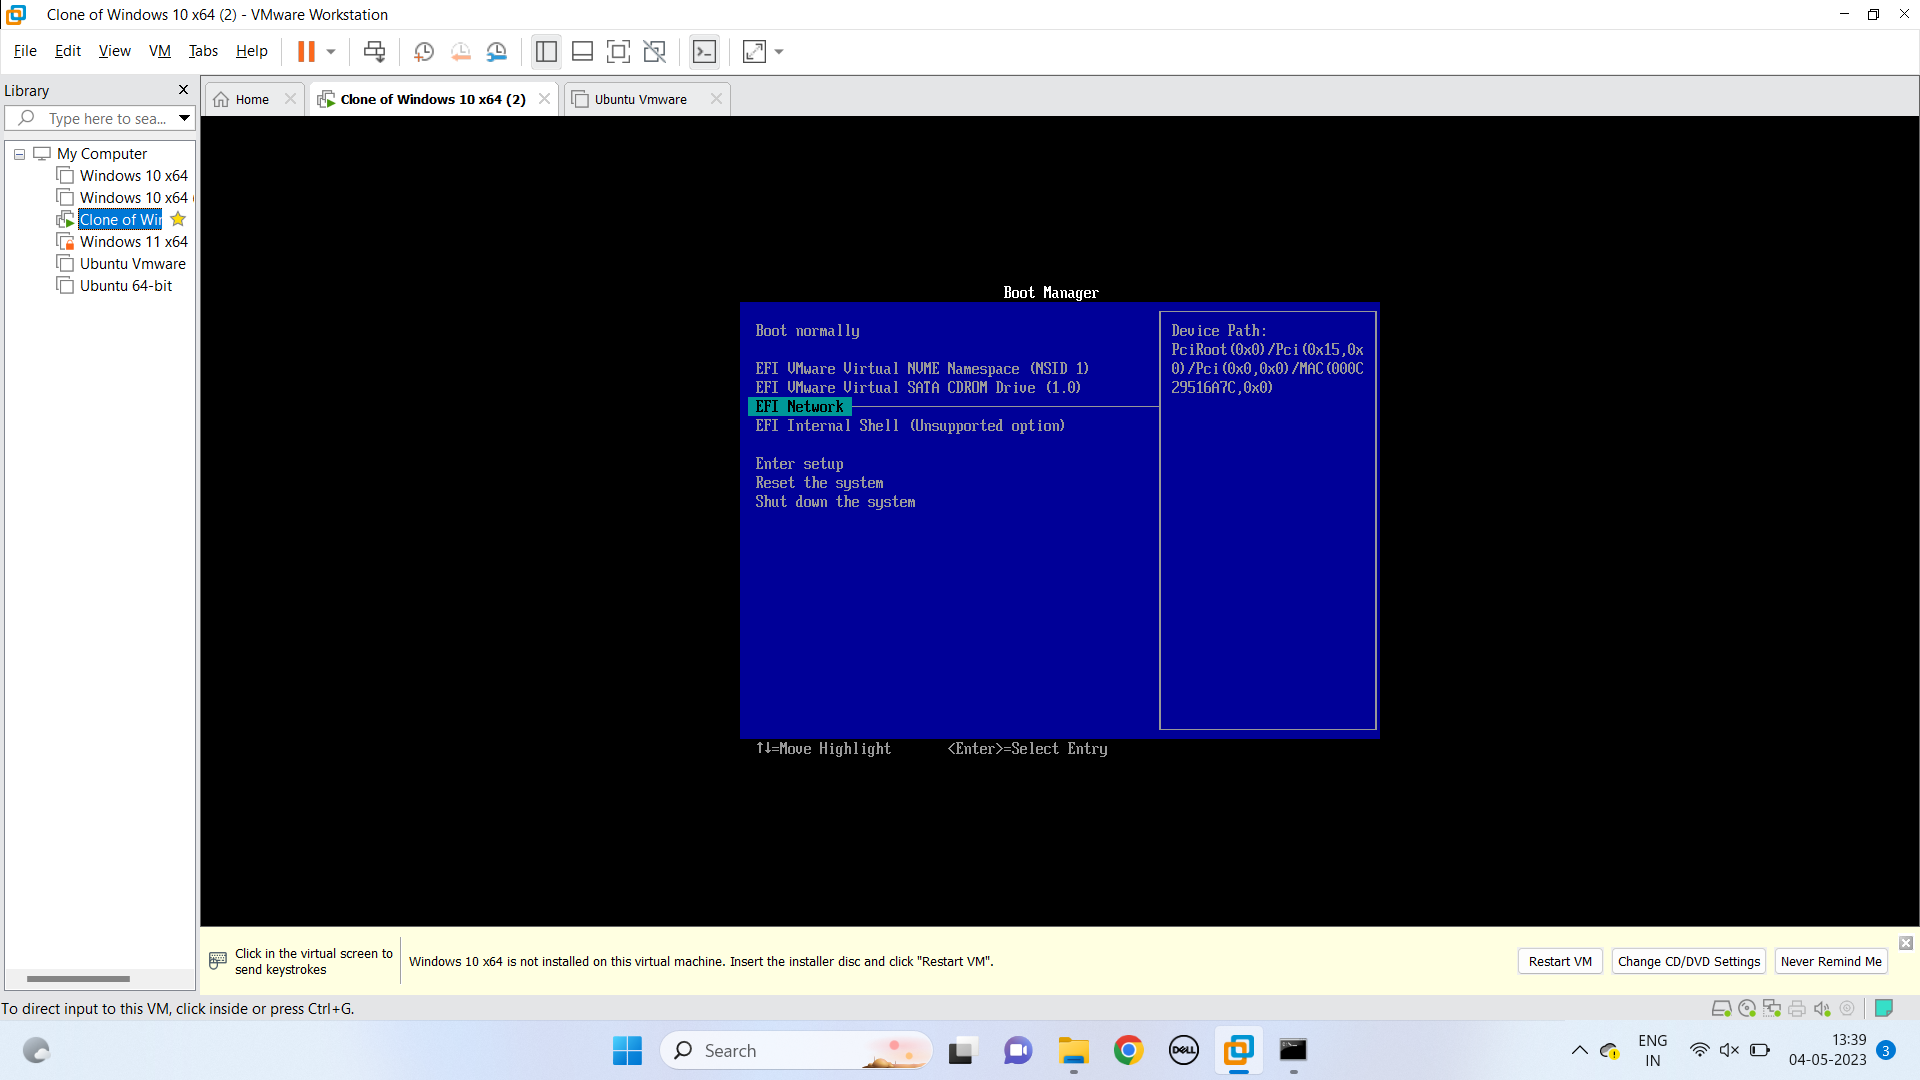 Clone of Windows 10 x64 (2) - VMware Workstation
File Edit View VM Tabs Help
Library
Type here to sea...
My Computer
Windows 10 x64
Windows 10 x64
Clone of Wir
Windows 11 x64
Ubuntu Vmware
Ubuntu 64-bit
Home
Clone of Windows 10 x64 (2)
Ubuntu Vmware
Boot Manager
Boot normally
EFI VMware Virtual NVME Namespace (NSID 1)
EFI VMware Virtual SATA CDROM Drive (1.0)
EFI Network
EFI Internal Shell (Unsupported option)
Enter setup
Reset the system
Shut down the system
Device Path:
PciRoot(0x0)/Pci(0x15,0x
0)/Pci(0x0,0x0)/MAC(000C
29516A7C,0x0)
↑↓=Move Highlight <Enter>=Select Entry
Click in the virtual screen to
send keystrokes
Windows 10 x64 is not installed on this virtual machine. Insert the installer disc and click "Restart VM".
Restart VM
Change CD/DVD Settings
Never Remind Me
To direct input to this VM, click inside or press Ctrl+G.
Search
DELL
ENG
IN
13:39
04-05-2023
3